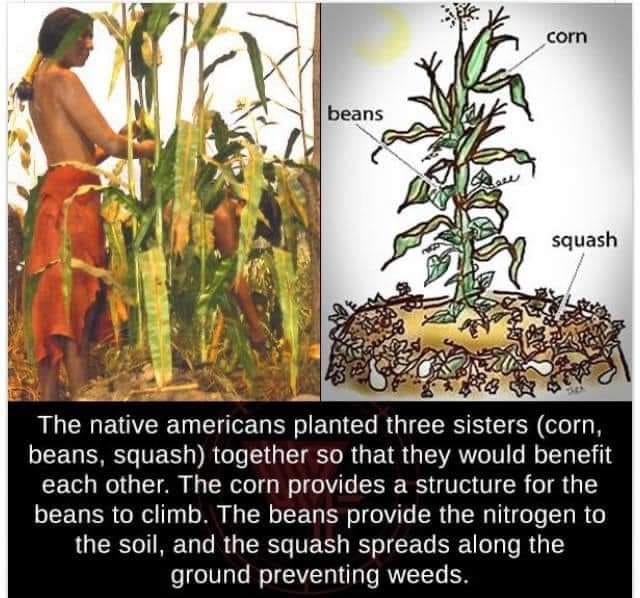 corn
beans
squash
The native americans planted three sisters (corn,
beans, squash) together so that they would benefit
each other. The corn provides a structure for the
beans to climb. The beans provide the nitrogen to
the soil, and the squash spreads along the
ground preventing weeds.